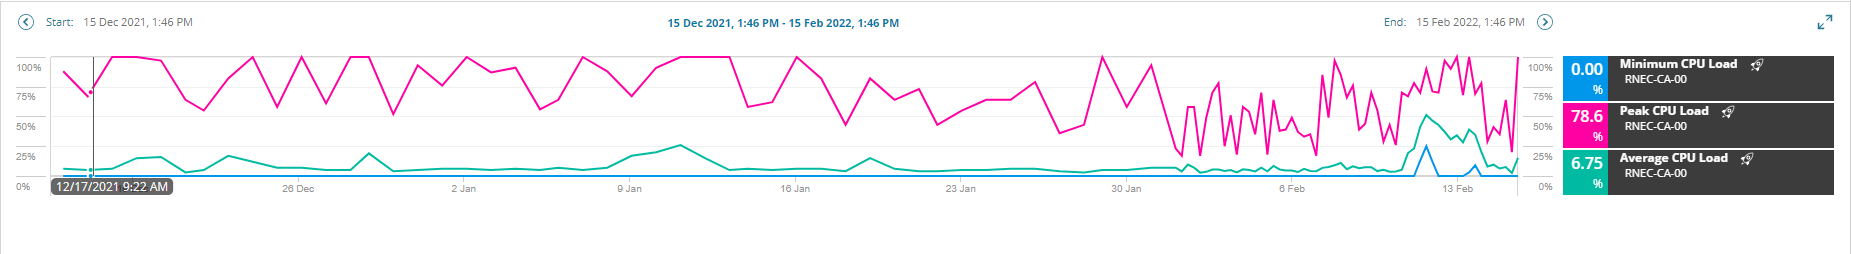 Start: 15 Dec 2021, 1:46 PM
15 Dec 2021, 1:46 PM - 15 Feb 2022, 1:46 PM
End: 15 Feb 2022, 1:46 PM
100%
75%
50%
25%
0%
12/17/2021 9:22 AM
26 Dec
2 Jan
9 Jan
16 Jan
23 Jan
30 Jan
6 Feb
13 Feb
100%
75%
50%
25%
0%
0.00 %
Minimum CPU Load
RNEC-CA-00
78.6 %
Peak CPU Load
RNEC-CA-00
6.75 %
Average CPU Load
RNEC-CA-00